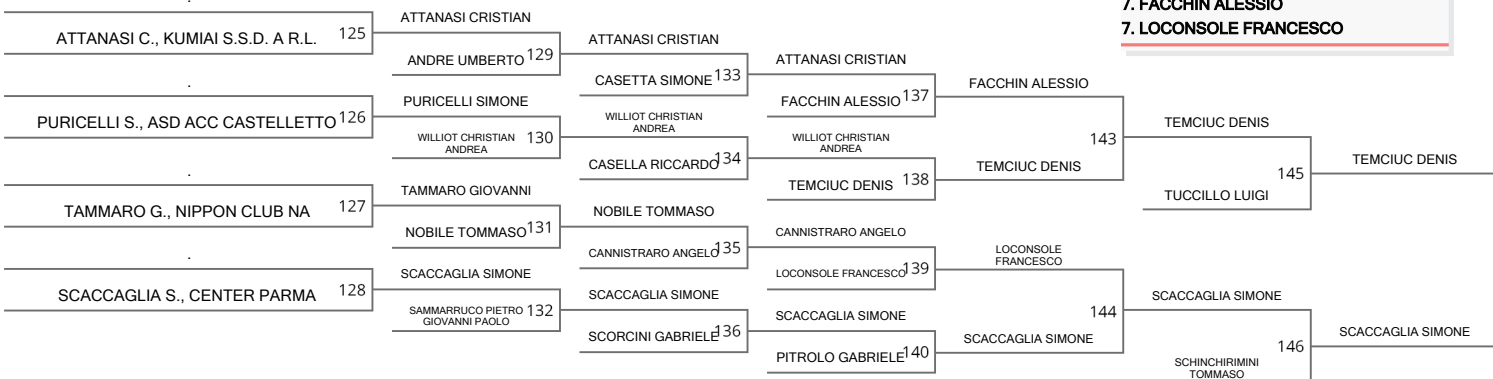 7. FACCHIN ALESSIO
7. LOCONSOLE FRANCESCO
.
ATTANASI C., KUMIAI S.S.D. A R.L.
125
.
PURICELLI S., ASD ACC CASTELLETTO
126
.
TAMMARO G., NIPPON CLUB NA
127
.
SCACCAGLIA S., CENTER PARMA
128
ATTANASI CRISTIAN
ANDRE UMBERTO
129
PURICELLI SIMONE
WILLIOT CHRISTIAN
ANDREA
130
TAMMARO GIOVANNI
NOBILE TOMMASO
131
SCACCAGLIA SIMONE
SAMMARRUCO PIETRO
GIOVANNI PAOLO
132
ATTANASI CRISTIAN
CASETTA SIMONE
133
WILLIOT CHRISTIAN
ANDREA
CASELLA RICCARDO
134
NOBILE TOMMASO
CANNISTRARO ANGELO
135
SCACCAGLIA SIMONE
SCORCINI GABRIELE
136
ATTANASI CRISTIAN
FACCHIN ALESSIO
137
WILLIOT CHRISTIAN
ANDREA
TEMCIUC DENIS
138
CANNISTRARO ANGELO
LOCONSOLE FRANCESCO
139
SCACCAGLIA SIMONE
PITROLO GABRIELE
140
FACCHIN ALESSIO
143
TEMCIUC DENIS
LOCONSOLE
FRANCESCO
144
SCACCAGLIA SIMONE
TEMCIUC DENIS
145
TUCCILLO LUIGI
SCACCAGLIA SIMONE
146
SCHINCHIRIMINI
TOMMASO
TEMCIUC DENIS
SCACCAGLIA SIMONE